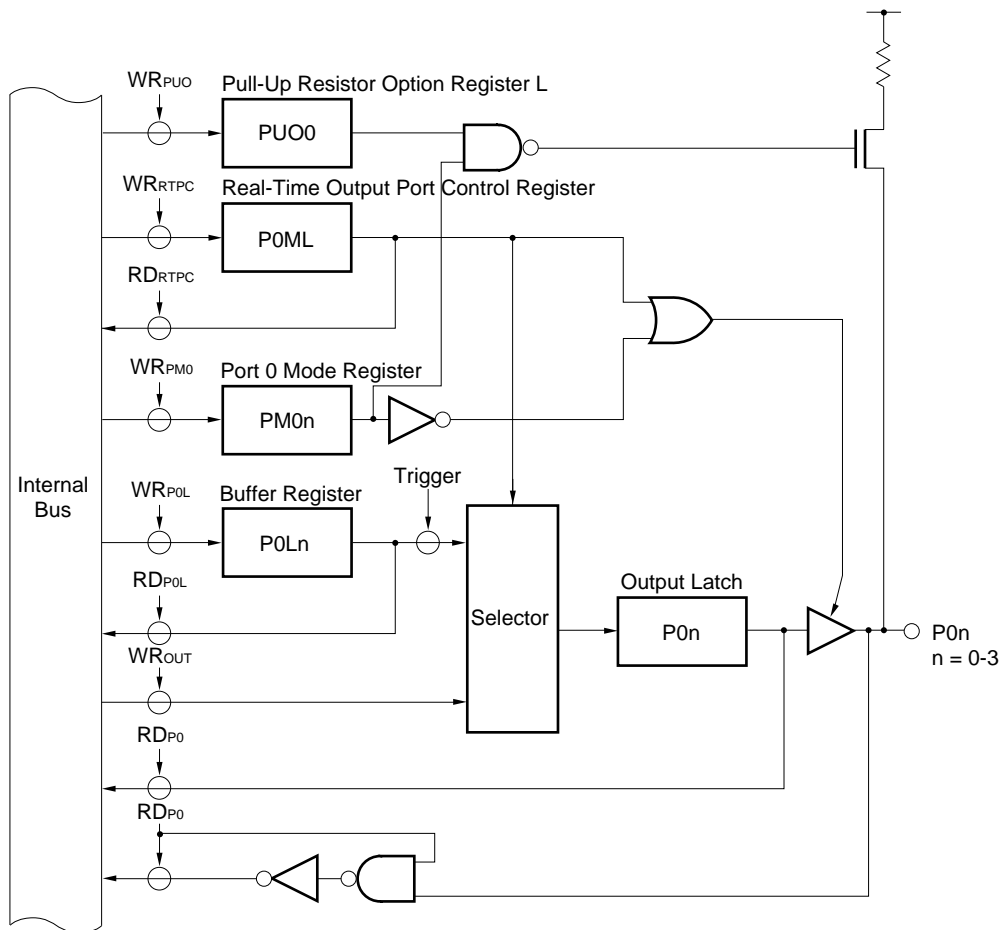 WRPUO
Pull-Up Resistor Option Register L
PUO0
WRRTPC
Real-Time Output Port Control Register
P0ML
RDRTPC
WRPM0
Port 0 Mode Register
PM0n
Internal
Bus
WRP0L
Buffer Register
Trigger
P0Ln
RDP0L
Selector
Output Latch
P0n
P0n
n = 0-3
WROUT
RDP0
RDP0